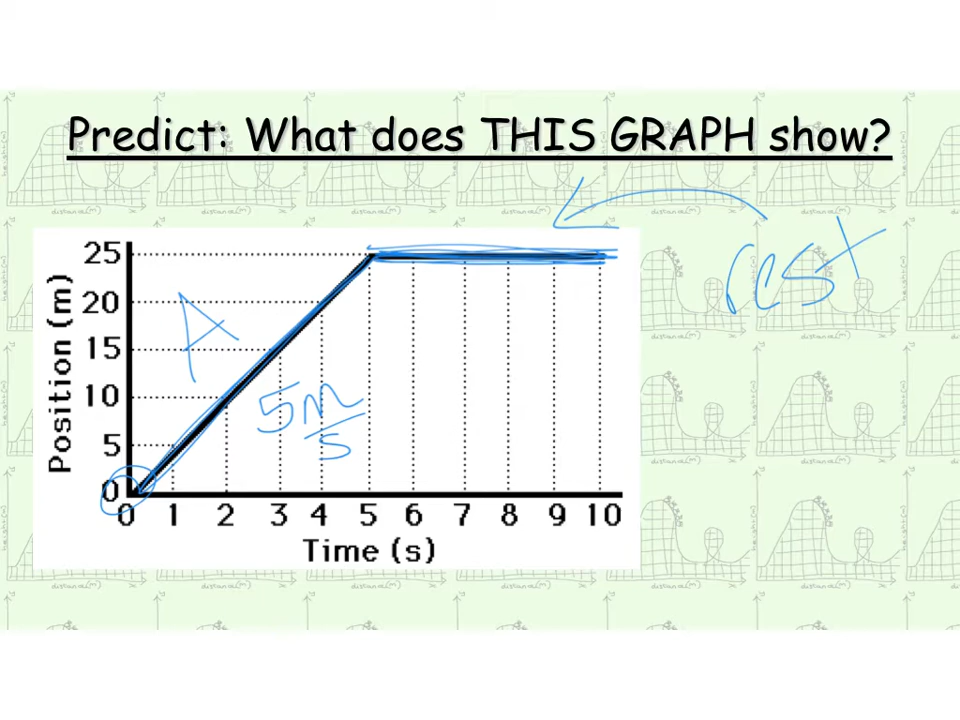 Predict: What does THIS GRAPH show?
rest
25
20
15
10
5
0
Position (m)
A
5 m/s
0 1 2 3 4 5 6 7 8 9 10
Time (s)